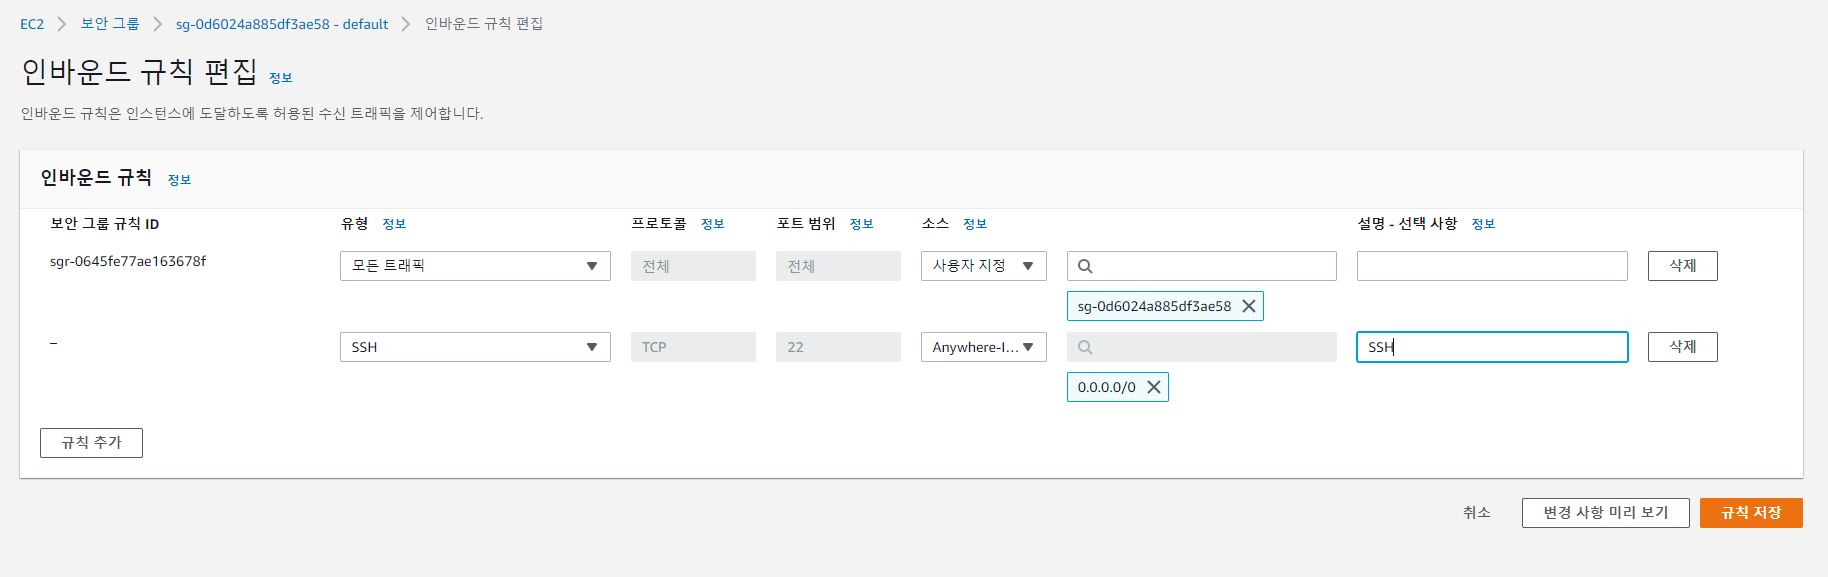 EC2 > 보안 그룹 > sg-0d6024a885df3ae58 - default > 인바운드 규칙 편집
인바운드 규칙 편집 정보
인바운드 규칙은 인스턴스에 도달하도록 허용된 수신 트래픽을 제어합니다.
인바운드 규칙 정보
보안 그룹 규칙 ID 유형 정보 프로토콜 정보 포트 범위 정보 소스 정보 설명 - 선택 사항 정보
sgr-0645fe77ae163678f 모든 트래픽 전체 전체 사용자 지정 삭제
sg-0d6024a885df3ae58
– SSH TCP 22 Anywhere-I... SSH 삭제
0.0.0.0/0
규칙 추가
취소 변경 사항 미리 보기 규칙 저장